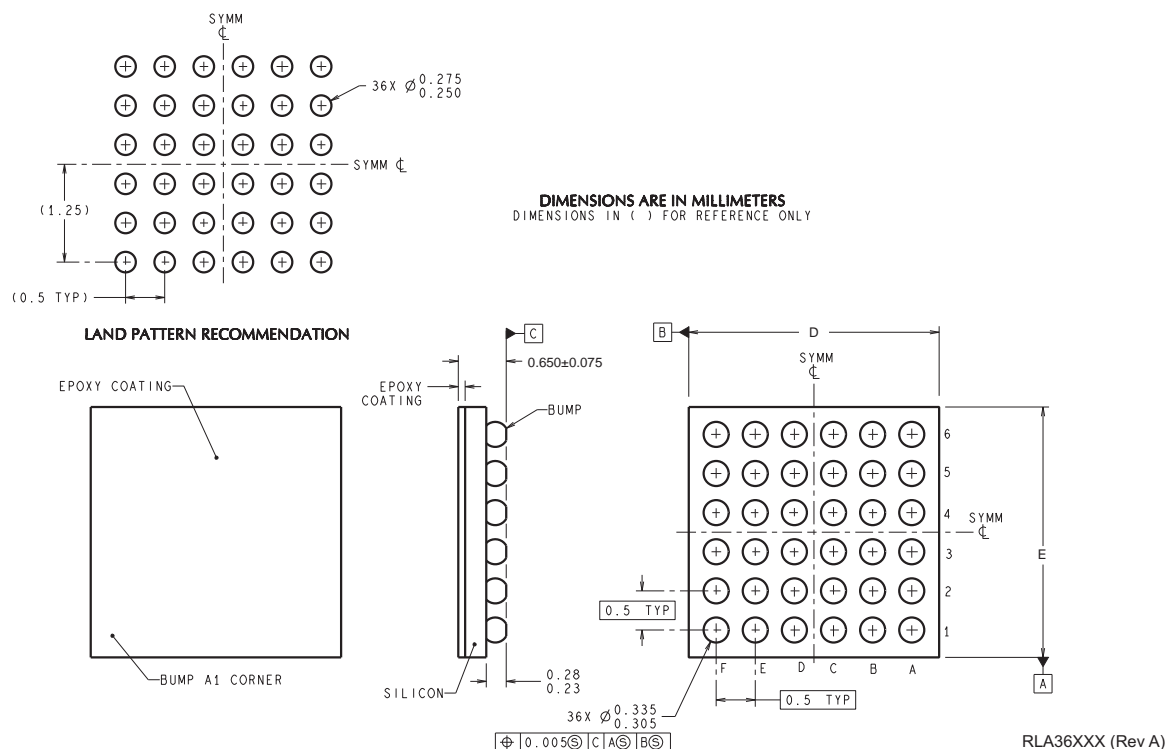 SYMM
℄
36X Ø 0.275
0.250
SYMM ℄
(1.25)
(0.5 TYP)
DIMENSIONS ARE IN MILLIMETERS
DIMENSIONS IN ( ) FOR REFERENCE ONLY
LAND PATTERN RECOMMENDATION
EPOXY COATING
BUMP A1 CORNER
C
0.650±0.075
EPOXY
COATING
BUMP
SILICON
0.28
0.23
B
D
SYMM
℄
6
5
4
3
2
1
SYMM
℄
E
0.5 TYP
F E D C B A
A
0.5 TYP
36X Ø 0.335
0.305
⌖ 0.005Ⓢ C AⓈ BⓈ
RLA36XXX (Rev A)